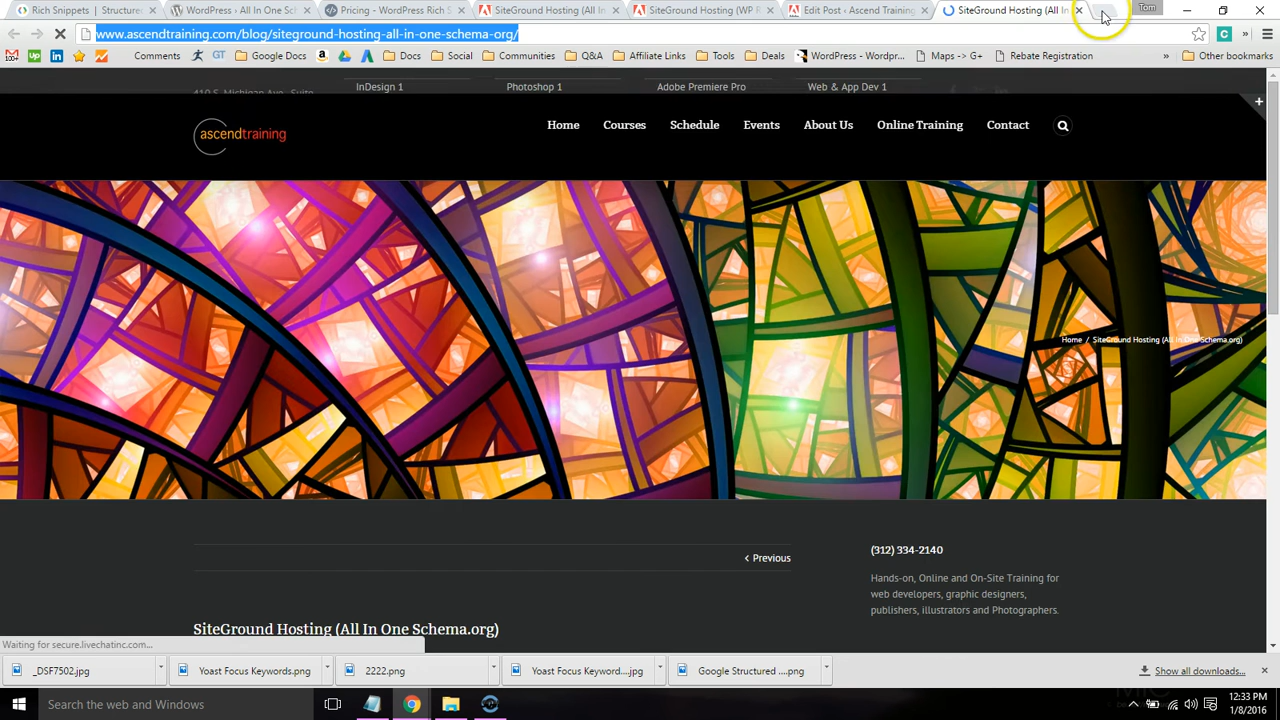 Rich Snippets | Structured
WordPress › All In One Sch
Pricing - WordPress Rich S
SiteGround Hosting (All In
SiteGround Hosting (WP R
Edit Post ‹ Ascend Training
SiteGround Hosting (All In
Tom
www.ascendtraining.com/blog/siteground-hosting-all-in-one-schema-org/
Comments
GT
Google Docs
Docs
Social
Communities
Q&A
Affiliate Links
Tools
Deals
WordPress - Wordpr...
Maps -> G+
Rebate Registration
»
Other bookmarks
410 S. Michigan Ave, Suite
InDesign 1
Photoshop 1
Adobe Premiere Pro
Web & App Dev 1
ascendtraining
Home
Courses
Schedule
Events
About Us
Online Training
Contact
Home / SiteGround Hosting (All In One Schema.org)
‹ Previous
(312) 334-2140
Hands-on, Online and On-Site Training for
web developers, graphic designers,
publishers, illustrators and Photographers.
SiteGround Hosting (All In One Schema.org)
Waiting for secure.livechatinc.com...
_DSF7502.jpg
Yoast Focus Keywords.png
2222.png
Yoast Focus Keyword....jpg
Google Structured ....png
Show all downloads...
Search the web and Windows
12:33 PM
1/8/2016